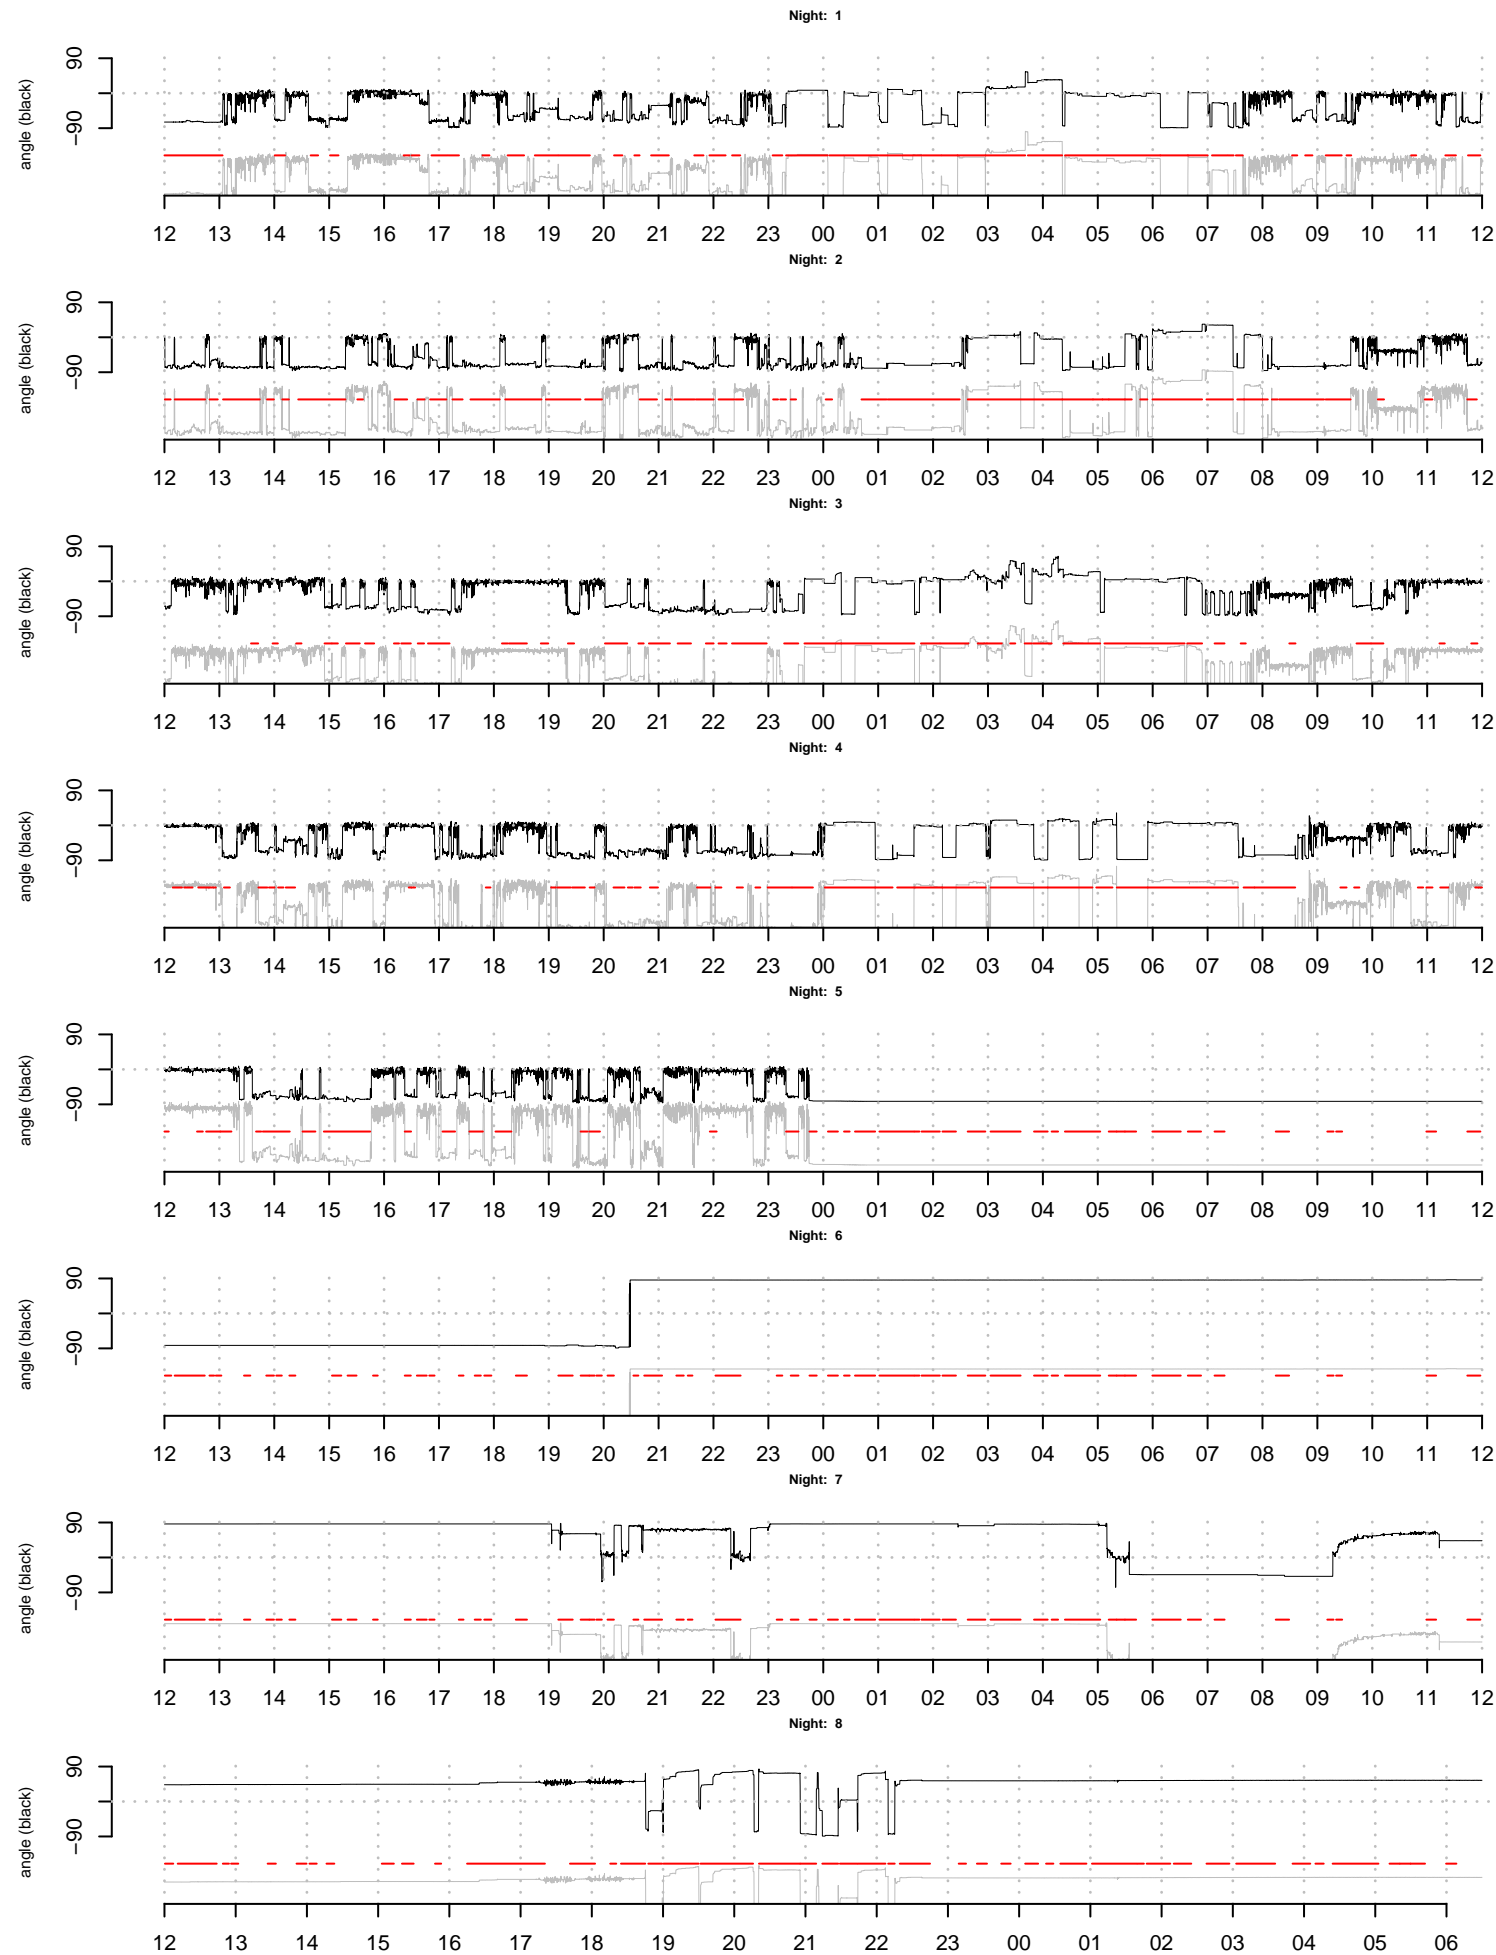 Night: 1
90
-90
angle (black)
12 13 14 15 16 17 18 19 20 21 22 23 00 01 02 03 04 05 06 07 08 09 10 11 12
Night: 2
90
-90
angle (black)
12 13 14 15 16 17 18 19 20 21 22 23 00 01 02 03 04 05 06 07 08 09 10 11 12
Night: 3
90
-90
angle (black)
12 13 14 15 16 17 18 19 20 21 22 23 00 01 02 03 04 05 06 07 08 09 10 11 12
Night: 4
90
-90
angle (black)
12 13 14 15 16 17 18 19 20 21 22 23 00 01 02 03 04 05 06 07 08 09 10 11 12
Night: 5
90
-90
angle (black)
12 13 14 15 16 17 18 19 20 21 22 23 00 01 02 03 04 05 06 07 08 09 10 11 12
Night: 6
90
-90
angle (black)
12 13 14 15 16 17 18 19 20 21 22 23 00 01 02 03 04 05 06 07 08 09 10 11 12
Night: 7
90
-90
angle (black)
12 13 14 15 16 17 18 19 20 21 22 23 00 01 02 03 04 05 06 07 08 09 10 11 12
Night: 8
90
-90
angle (black)
12 13 14 15 16 17 18 19 20 21 22 23 00 01 02 03 04 05 06